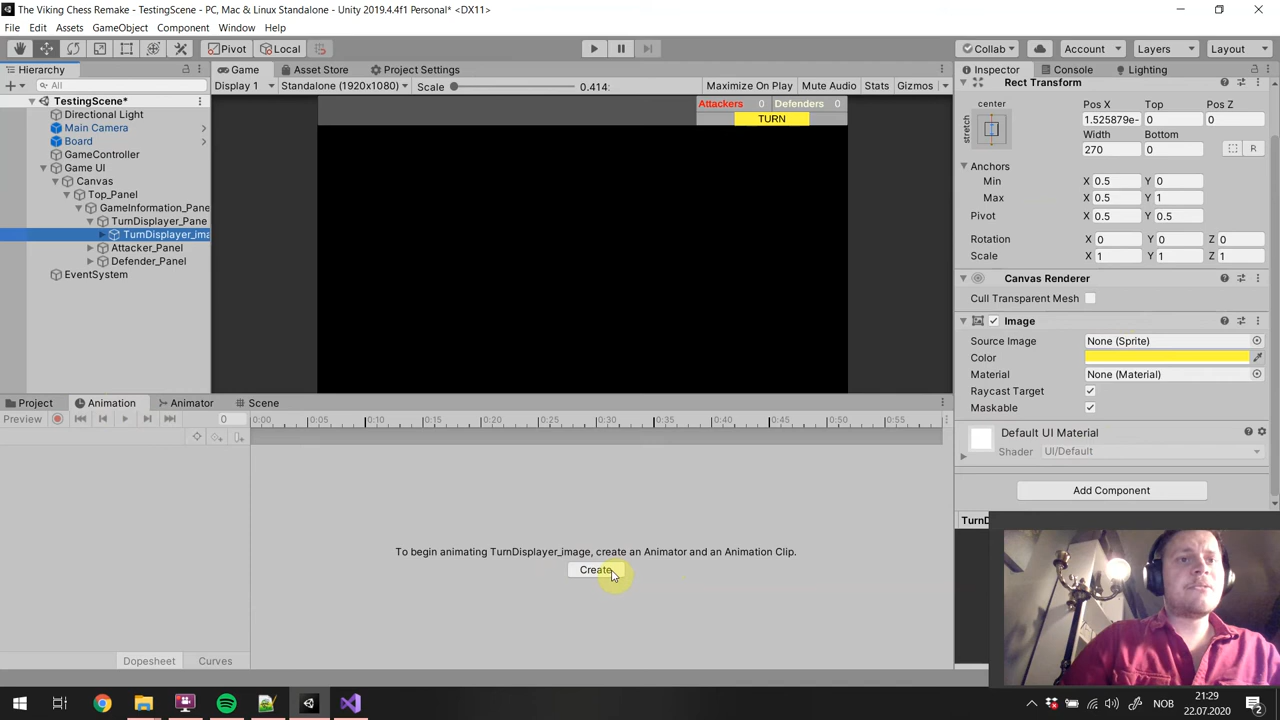 The Viking Chess Remake - TestingScene - PC, Mac & Linux Standalone - Unity 2019.4.4f1 Personal* <DX11>
File Edit Assets GameObject Component Window Help
Pivot Local Collab Account Layers Layout
Hierarchy
All
TestingScene*
Directional Light
Main Camera
Board
GameController
Game UI
Canvas
Top_Panel
GameInformation_Pane
TurnDisplayer_Pane
TurnDisplayer_ima
Attacker_Panel
Defender_Panel
EventSystem
Game Asset Store Project Settings
Display 1 Standalone (1920x1080) Scale 0.414: Maximize On Play Mute Audio Stats Gizmos
Attackers 0 Defenders 0
TURN
Project Animation Animator Scene
Preview 0 0:00 0:05 0:10 0:15 0:20 0:25 0:30 0:35 0:40 0:45 0:50 0:55
To begin animating TurnDisplayer_image, create an Animator and an Animation Clip.
Create
Dopesheet Curves
Inspector Console Lighting
Rect Transform
center
stretch
Pos X Top Pos Z
1.525879e- 0 0
Width Bottom
270 0 R
Anchors
Min X 0.5 Y 0
Max X 0.5 Y 1
Pivot X 0.5 Y 0.5
Rotation X 0 Y 0 Z 0
Scale X 1 Y 1 Z 1
Canvas Renderer
Cull Transparent Mesh
Image
Source Image None (Sprite)
Color
Material None (Material)
Raycast Target
Maskable
Default UI Material
Shader UI/Default
Add Component
TurnD
NOB
21:29
22.07.2020
2